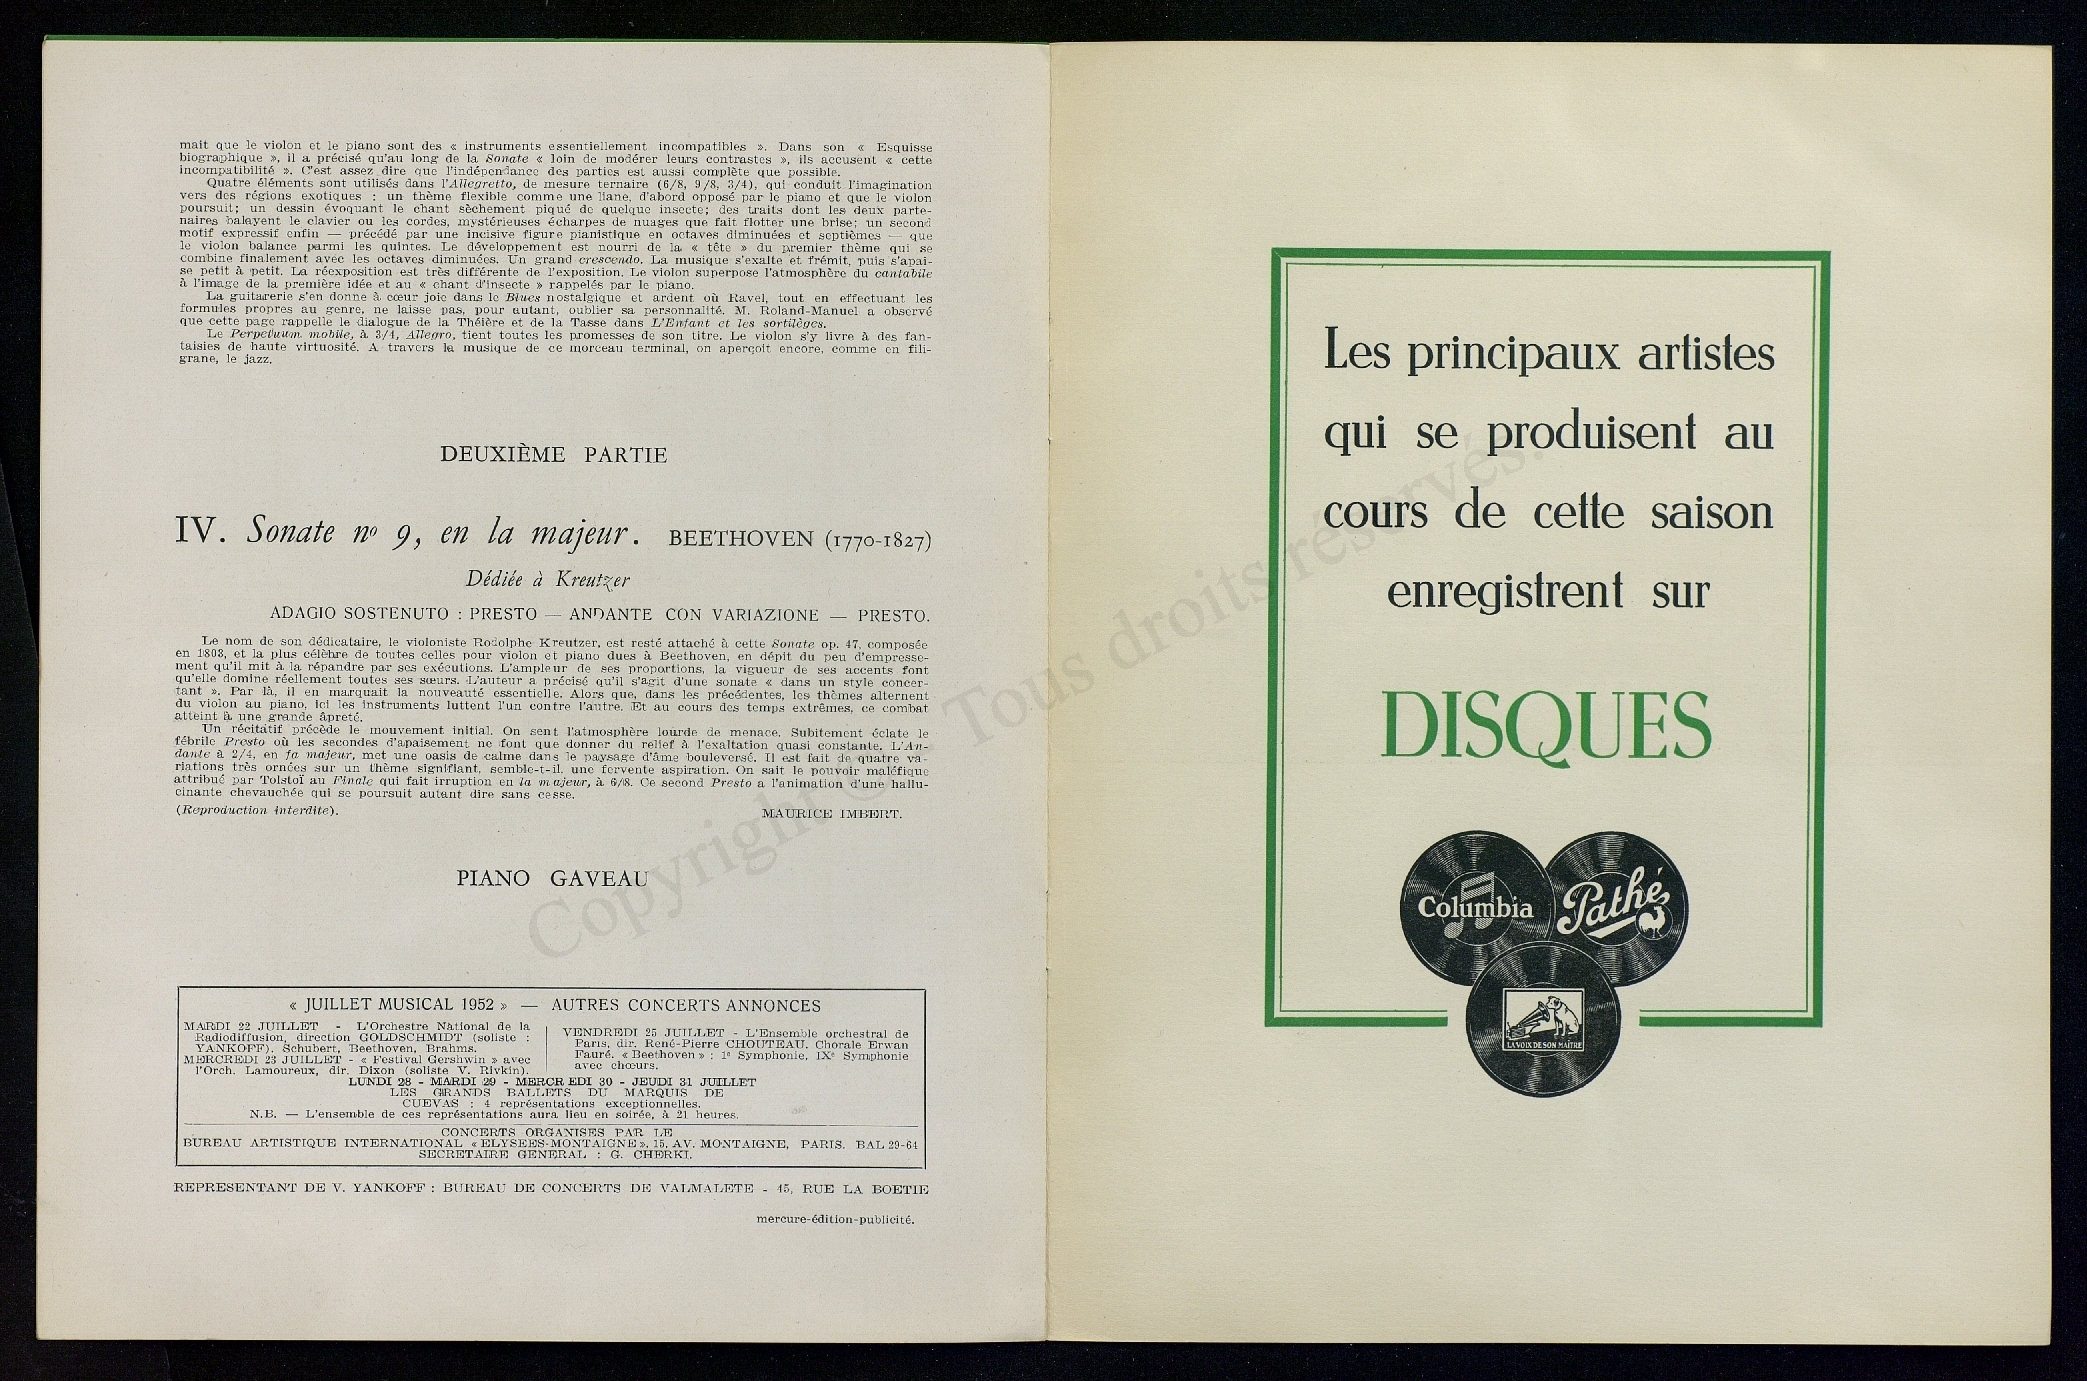 mait que le violon et le piano sont des « instruments essentiellement incompatibles ». Dans son « Esquisse
biographique », il a précisé qu'au long de la Sonate « loin de modérer leurs contrastes », ils accusent « cette
incompatibilité ». C'est assez dire que l'indépendance des parties est aussi complète que possible.
Quatre éléments sont utilisés dans l'Allegretto, de mesure ternaire (6/8, 9/8, 3/4), qui conduit l'imagination
vers des régions exotiques : un thème flexible comme une liane, d'abord opposé par le piano et que le violon
poursuit; un dessin évoquant le chant sèchement piqué de quelque insecte; des traits dont les deux parte-
naires balayent le clavier ou les cordes, mystérieuses écharpes de nuages que fait flotter une brise; un second
motif expressif enfin — précédé par une incisive figure pianistique en octaves diminuées et septièmes — que
le violon balance parmi les quintes. Le développement est nourri de la « tête » du premier thème qui se
combine finalement avec les octaves diminuées. Un grand crescendo. La musique s'exalte et frémit, puis s'apai-
se petit à petit. La réexposition est très différente de l'exposition. Le violon superpose l'atmosphère du cantabile
à l'image de la première idée et au « chant d'insecte » rappelés par le piano.
La guitarerie s'en donne à cœur joie dans le Blues nostalgique et ardent où Ravel, tout en effectuant les
formules propres au genre, ne laisse pas, pour autant, oublier sa personnalité. M. Roland-Manuel a observé
que cette page rappelle le dialogue de la Théière et de la Tasse dans L'Enfant et les sortilèges.
Le Perpetuum mobile, à 3/4, Allegro, tient toutes les promesses de son titre. Le violon s'y livre à des fan-
taisies de haute virtuosité. A travers la musique de ce morceau terminal, on aperçoit encore, comme en fili-
grane, le jazz.
DEUXIÈME PARTIE
IV. Sonate no 9, en la majeur. BEETHOVEN (1770-1827)
Dédiée à Kreutzer
ADAGIO SOSTENUTO : PRESTO — ANDANTE CON VARIAZIONE — PRESTO.
Le nom de son dédicataire, le violoniste Rodolphe Kreutzer, est resté attaché à cette Sonate op. 47, composée
en 1803, et la plus célèbre de toutes celles pour violon et piano dues à Beethoven, en dépit du peu d'empresse-
ment qu'il mit à la répandre par ses exécutions. L'ampleur de ses proportions, la vigueur de ses accents font
qu'elle domine réellement toutes ses sœurs. L'auteur a précisé qu'il s'agit d'une sonate « dans un style concer-
tant ». Par là, il en marquait la nouveauté essentielle. Alors que, dans les précédentes, les thèmes alternent
du violon au piano, ici les instruments luttent l'un contre l'autre. Et au cours des temps extrêmes, ce combat
atteint à une grande âpreté.
Un récitatif précède le mouvement initial. On sent l'atmosphère lourde de menace. Subitement éclate le
fébrile Presto où les secondes d'apaisement ne font que donner du relief à l'exaltation quasi constante. L'An-
dante à 2/4, en fa majeur, met une oasis de calme dans le paysage d'âme bouleversé. Il est fait de quatre va-
riations très ornées sur un thème signifiant, semble-t-il, une fervente aspiration. On sait le pouvoir maléfique
attribué par Tolstoï au Finale qui fait irruption en la majeur, à 6/8. Ce second Presto a l'animation d'une hallu-
cinante chevauchée qui se poursuit autant dire sans cesse.
(Reproduction interdite). MAURICE IMBERT.
PIANO GAVEAU
« JUILLET MUSICAL 1952 » — AUTRES CONCERTS ANNONCES
MARDI 22 JUILLET - L'Orchestre National de la
Radiodiffusion, direction GOLDSCHMIDT (soliste :
YANKOFF). Schubert, Beethoven, Brahms.
MERCREDI 23 JUILLET - « Festival Gershwin » avec
l'Orch. Lamoureux, dir. Dixon (soliste V. Rivkin).
VENDREDI 25 JUILLET - L'Ensemble orchestral de
Paris, dir. René-Pierre CHOUTEAU. Chorale Erwan
Fauré. « Beethoven » : 1e Symphonie, IXe Symphonie
avec chœurs.
LUNDI 28 - MARDI 29 - MERCREDI 30 - JEUDI 31 JUILLET
LES GRANDS BALLETS DU MARQUIS DE
CUEVAS : 4 représentations exceptionnelles.
N.B. — L'ensemble de ces représentations aura lieu en soirée, à 21 heures.
CONCERTS ORGANISES PAR LE
BUREAU ARTISTIQUE INTERNATIONAL « ELYSEES-MONTAIGNE », 15, AV. MONTAIGNE, PARIS. BAL 29-64
SECRETAIRE GENERAL : G. CHERKI.
REPRESENTANT DE V. YANKOFF : BUREAU DE CONCERTS DE VALMALETE - 45, RUE LA BOETIE
mercure-édition-publicité.
Les principaux artistes
qui se produisent au
cours de cette saison
enregistrent sur
DISQUES
Columbia
Pathé
LA VOIX DE SON MAITRE
Copyright © Tous droits réservés.